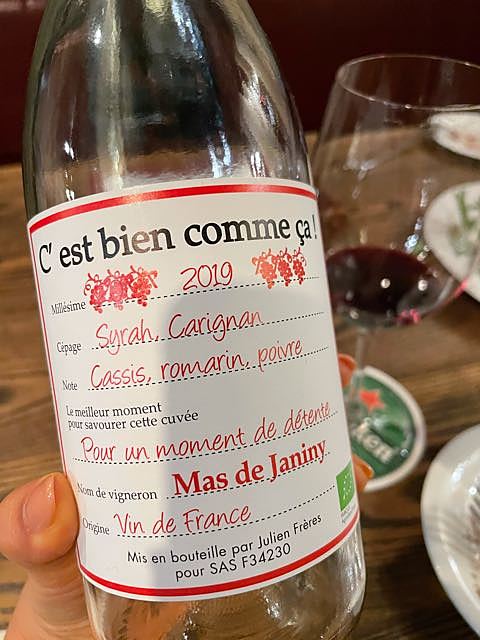 C'est bien comme ça !
Millésime 2019
Cépage Syrah, Carignan
Note Cassis, romarin, poivre
Le meilleur moment
pour savourer cette cuvée
Pour un moment de détente
Nom de vigneron Mas de Janiny
Origine Vin de France
Mis en bouteille par Julien Frères
pour SAS F34230